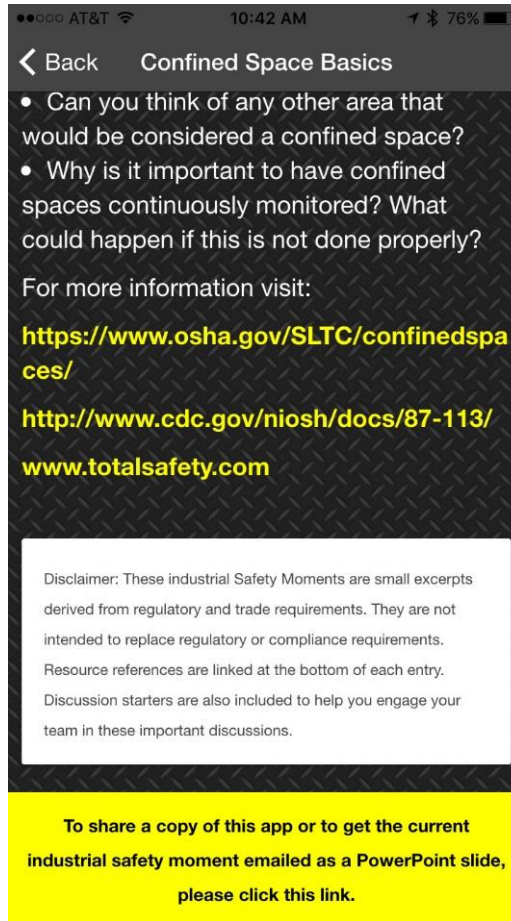 AT&T 10:42 AM 76%
Back Confined Space Basics
• Can you think of any other area that
would be considered a confined space?
• Why is it important to have confined
spaces continuously monitored? What
could happen if this is not done properly?
For more information visit:
https://www.osha.gov/SLTC/confinedspa
ces/
http://www.cdc.gov/niosh/docs/87-113/
www.totalsafety.com
Disclaimer: These industrial Safety Moments are small excerpts
derived from regulatory and trade requirements. They are not
intended to replace regulatory or compliance requirements.
Resource references are linked at the bottom of each entry.
Discussion starters are also included to help you engage your
team in these important discussions.
To share a copy of this app or to get the current
industrial safety moment emailed as a PowerPoint slide,
please click this link.